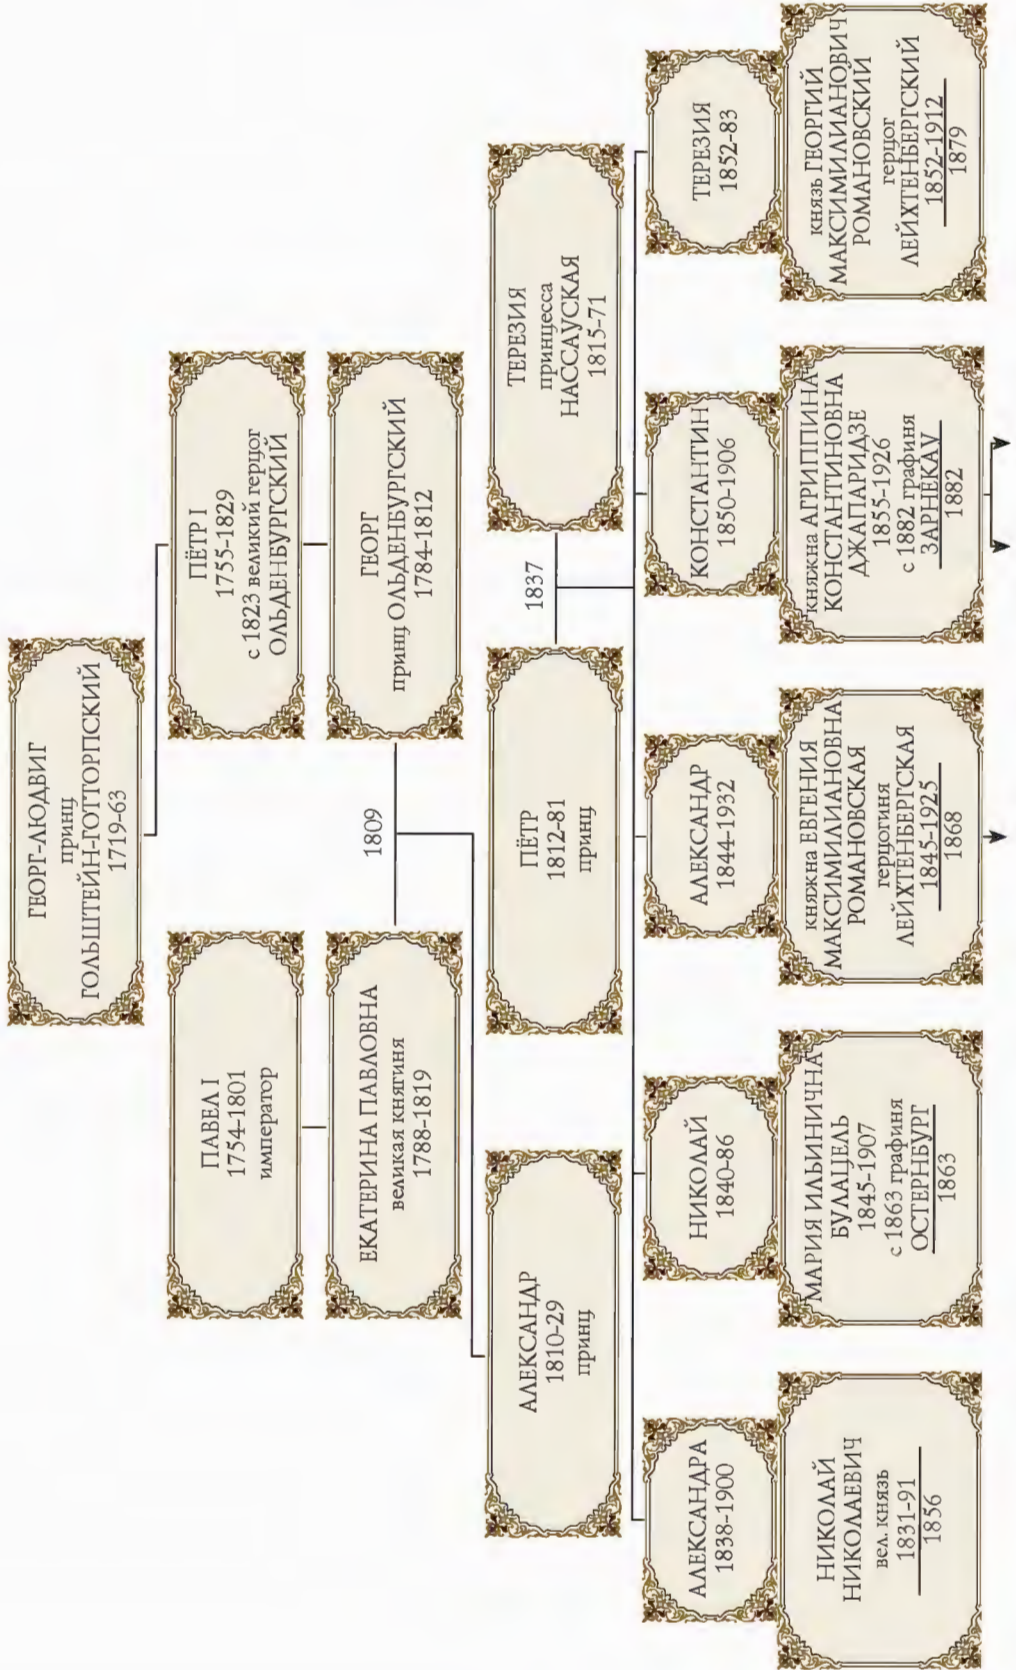 ГЕОРГ-ЛЮДВИГ
принц
ГОЛЬШТЕЙН-ГОТТОРПСКИЙ
1719-63
ПАВЕЛ I
1754-1801
император
ПЁТР I
1755-1829
с 1823 великий герцог
ОЛЬДЕНБУРГСКИЙ
ЕКАТЕРИНА ПАВЛОВНА
великая княгиня
1788-1819
1809
ГЕОРГ
принц ОЛЬДЕНБУРГСКИЙ
1784-1812
АЛЕКСАНДР
1810-29
принц
ПЁТР
1812-81
принц
1837
ТЕРЕЗИЯ
принцесса
НАССАУСКАЯ
1815-71
АЛЕКСАНДРА
1838-1900
НИКОЛАЙ
НИКОЛАЕВИЧ
вел. князь
1831-91
1856
НИКОЛАЙ
1840-86
МАРИЯ ИЛЬИНИЧНА
БУЛАЦЕЛЬ
1845-1907
с 1863 графиня
ОСТЕРНБУРГ
1863
АЛЕКСАНДР
1844-1932
княжна ЕВГЕНИЯ
МАКСИМИЛИАНОВНА
РОМАНОВСКАЯ
герцогиня
ЛЕЙХТЕНБЕРГСКАЯ
1845-1925
1868
КОНСТАНТИН
1850-1906
княжна АГРИППИНА
КОНСТАНТИНОВНА
ДЖАПАРИДЗЕ
1855-1926
с 1882 графиня
ЗАРНЕКАУ
1882
ТЕРЕЗИЯ
1852-83
князь ГЕОРГИЙ
МАКСИМИЛИАНОВИЧ
РОМАНОВСКИЙ
герцог
ЛЕЙХТЕНБЕРГСКИЙ
1852-1912
1879